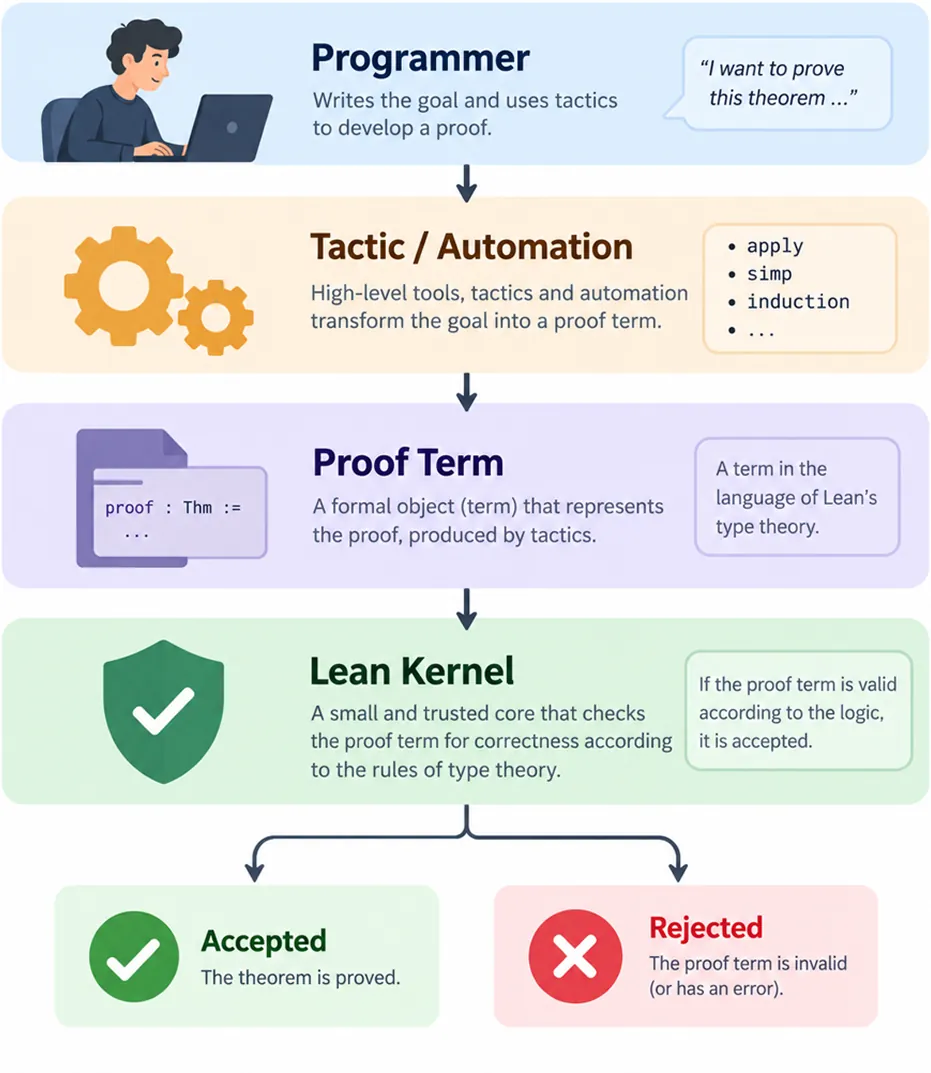 Programmer
Writes the goal and uses tactics
to develop a proof.
“I want to prove
this theorem ...”
Tactic / Automation
High-level tools, tactics and automation
transform the goal into a proof term.
• apply
• simp
• induction
• ...
proof : Thm :=
...
Proof Term
A formal object (term) that represents
the proof, produced by tactics.
A term in the
language of Lean’s
type theory.
Lean Kernel
A small and trusted core that checks
the proof term for correctness according
to the rules of type theory.
If the proof term is valid
according to the logic,
it is accepted.
Accepted
The theorem is proved.
Rejected
The proof term is invalid
(or has an error).